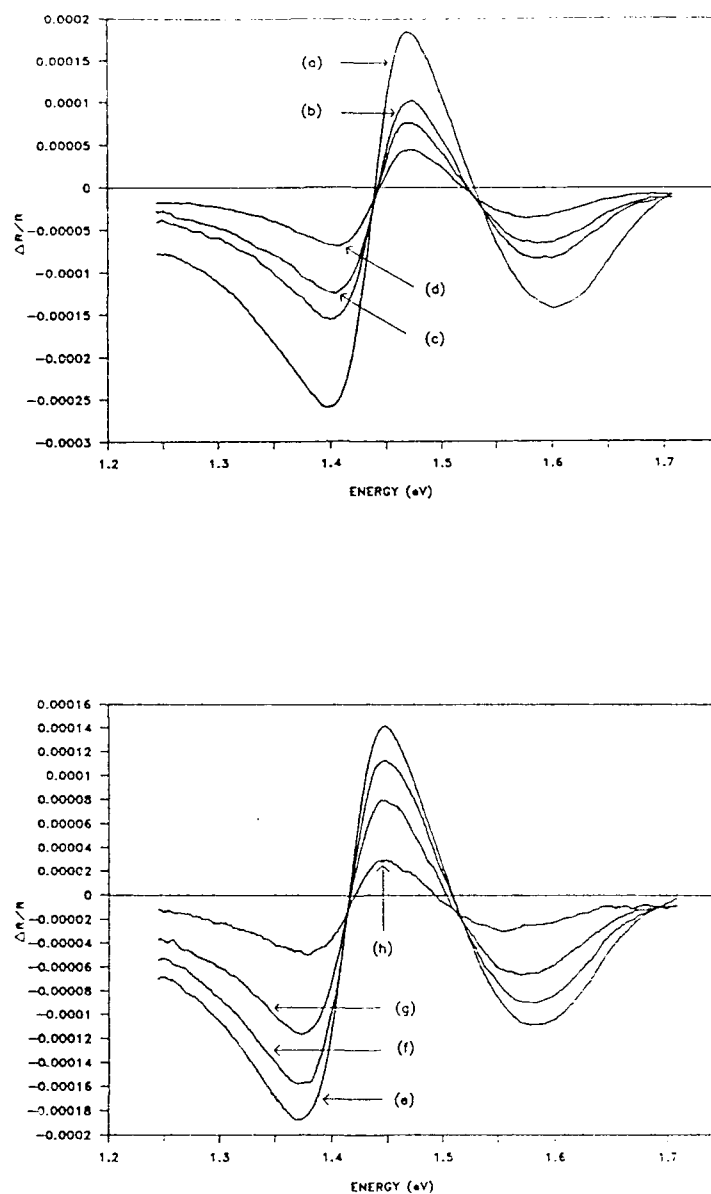 0.0002
0.00015
0.0001
0.00005
0
−0.00005
−0.0001
−0.00015
−0.0002
−0.00025
−0.0003
ΔR/R
(a)
(b)
(d)
(c)
1.2 1.3 1.4 1.5 1.6 1.7
ENERGY (eV)
0.00016
0.00014
0.00012
0.0001
0.00008
0.00006
0.00004
0.00002
0
−0.00002
−0.00004
−0.00006
−0.00008
−0.0001
−0.00012
−0.00014
−0.00016
−0.00018
−0.0002
ΔR/R
(h)
(g)
(f)
(e)
1.2 1.3 1.4 1.5 1.6 1.7
ENERGY (eV)